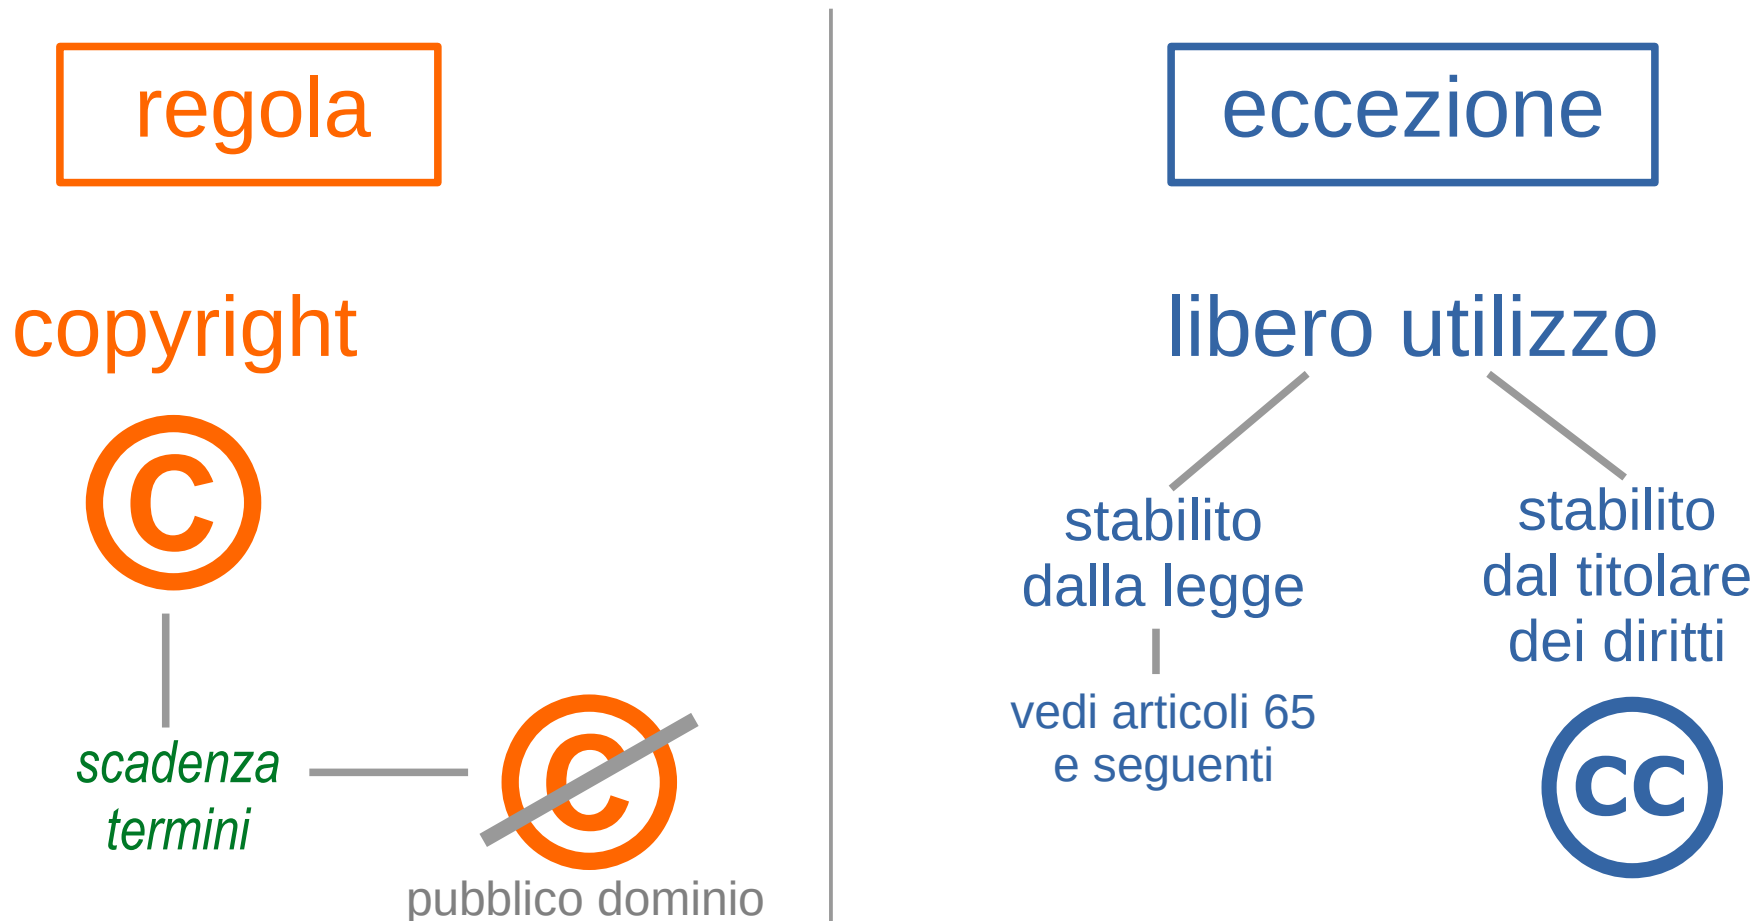 regola
copyright
C
scadenza
termini
C
pubblico dominio
eccezione
libero utilizzo
stabilito
dalla legge
vedi articoli 65
e seguenti
stabilito
dal titolare
dei diritti
CC